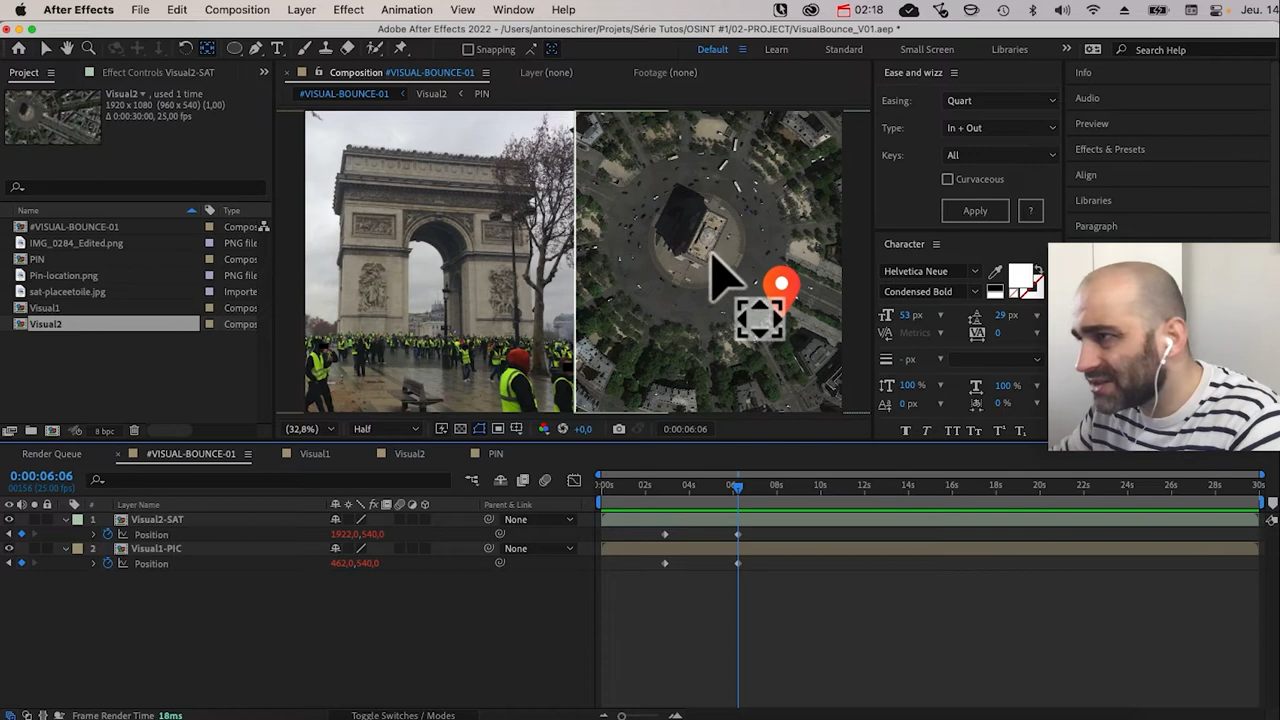 After Effects File Edit Composition Layer Effect Animation View Window Help 02:18 Jeu. 14
Adobe After Effects 2022 - /Users/antoineschirer/Projets/Série Tutos/OSINT #1/02-PROJECT/VisualBounce_V01.aep *
Snapping Default Learn Standard Small Screen Libraries Search Help
Project Effect Controls Visual2-SAT Composition #VISUAL-BOUNCE-01 Layer (none) Footage (none) Ease and wizz Info
#VISUAL-BOUNCE-01 Visual2 PIN
Visual2 , used 1 time
1920 x 1080 (960 x 540) (1,00)
Δ 0:00:30:00, 25,00 fps)
Easing: Quart
Type: In + Out
Keys: All
Curvaceous
Apply ?
Audio
Preview
Effects & Presets
Align
Libraries
Paragraph
Name Type
#VISUAL-BOUNCE-01 Compos
IMG_0284_Edited.png PNG file
PIN Compos
Pin-location.png PNG file
sat-placeetoile.jpg Importe
Visual1 Compos
Visual2 Compos
Character
Helvetica Neue
Condensed Bold
53 px 29 px
Metrics 0
- px
100 % 100 %
0 px 0 %
T T TT Tт T¹ T₁
8 bpc
(32,8%) Half +0,0 0:00:06:06
Render Queue #VISUAL-BOUNCE-01 Visual1 Visual2 PIN
0:00:06:06
00156 (25.00 fps)
:00s 02s 04s 06s 08s 10s 12s 14s 16s 18s 20s 22s 24s 26s 28s 30s
# Layer Name Parent & Link
1 Visual2-SAT None
Position 1922,0,540,0
2 Visual1-PIC None
Position 462,0,540,0
Frame Render Time 18ms Toggle Switches / Modes